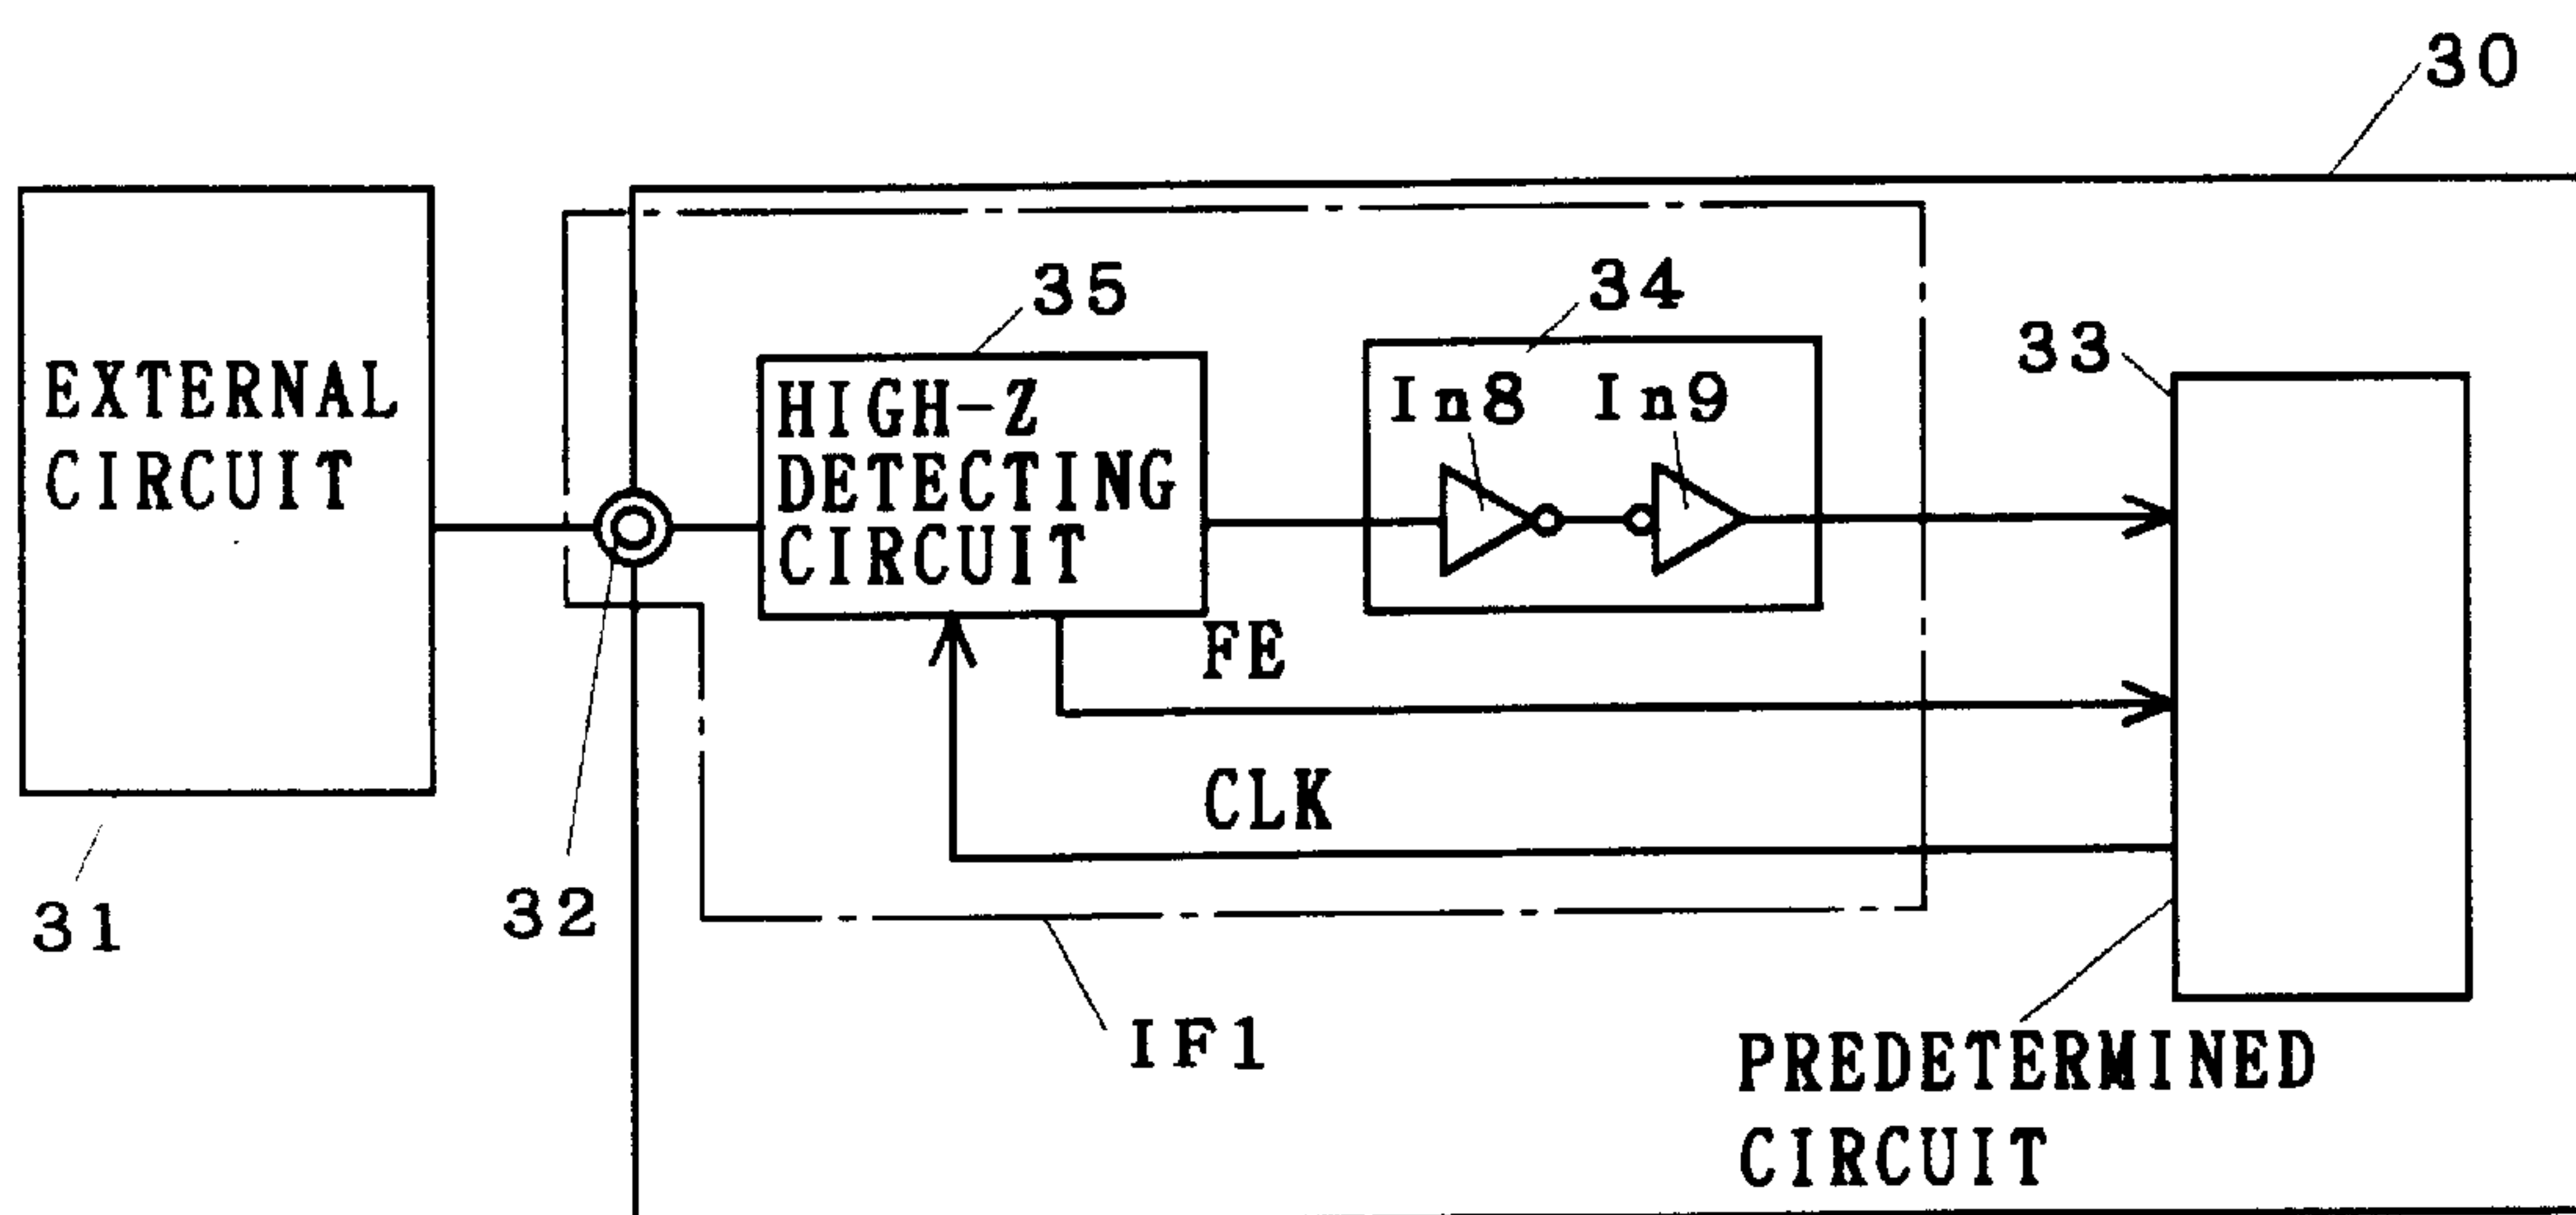 30
EXTERNAL
CIRCUIT
35
HIGH-Z
DETECTING
CIRCUIT
34
In8 In9
33
FE
CLK
31
32
IF1
PREDETERMINED
CIRCUIT